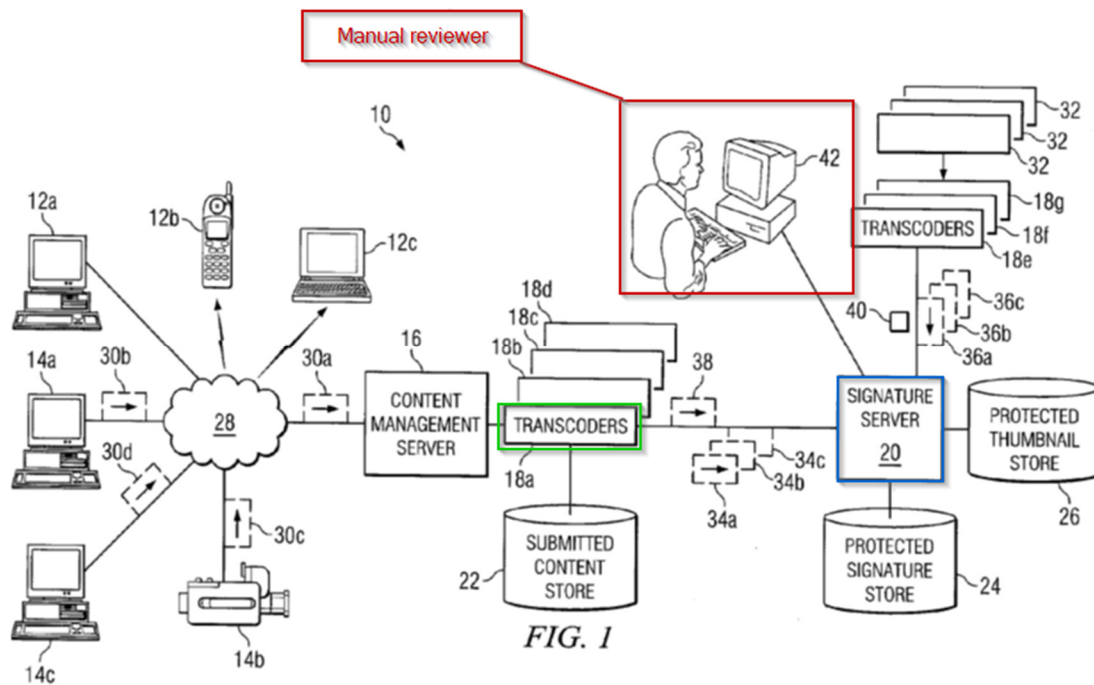 Manual reviewer
10
32
32
32
42
12a
12b
12c
18g
TRANSCODERS
18f
18e
18d
18c
18b
36c
40
36b
36a
14a
30b
30a
16
38
28
CONTENT
MANAGEMENT
SERVER
TRANSCODERS
18a
SIGNATURE
SERVER
20
PROTECTED
THUMBNAIL
STORE
30d
34c
34b
34a
26
30c
22
SUBMITTED
CONTENT
STORE
PROTECTED
SIGNATURE
STORE
24
14c
14b
FIG. 1